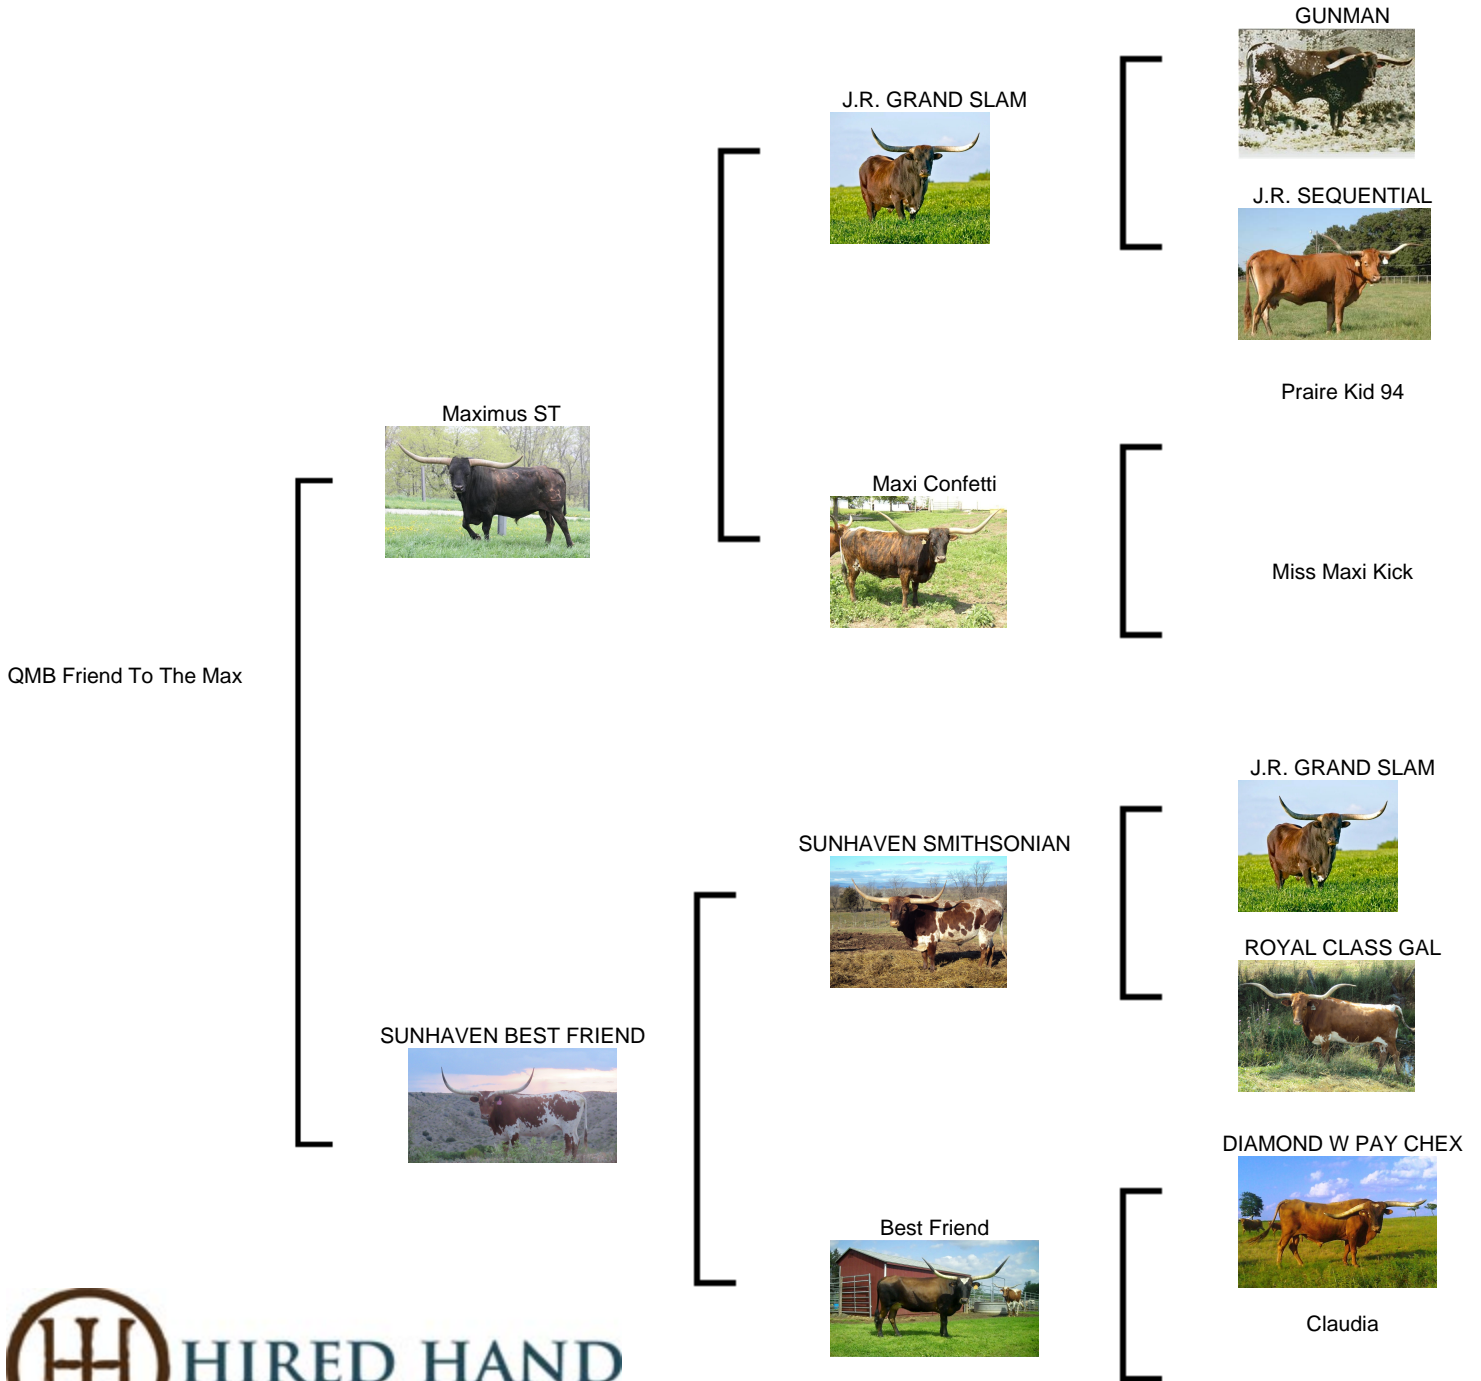 GUNMAN
J.R. GRAND SLAM
J.R. SEQUENTIAL
Praire Kid 94
Maximus ST
Maxi Confetti
Miss Maxi Kick
QMB Friend To The Max
J.R. GRAND SLAM
SUNHAVEN SMITHSONIAN
ROYAL CLASS GAL
SUNHAVEN BEST FRIEND
DIAMOND W PAY CHEX
Best Friend
Claudia
HIRED HAND